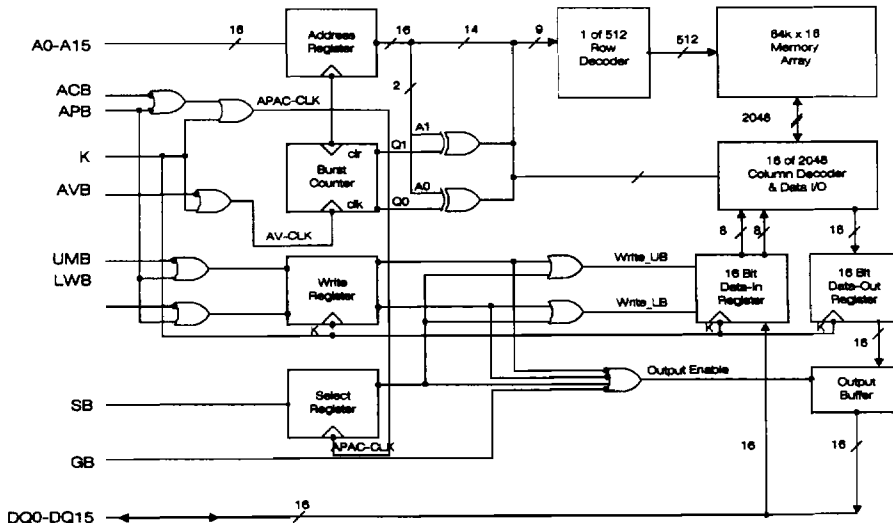 A0-A15
16
Address
Register
16
14
9
1 of 512
Row
Decoder
512
64k x 16
Memory
Array
2
2048
ACB
APB
APAC-CLK
K
A1
Q1
clr
Burst
Counter
clk
A0
Q0
16 of 2048
Column Decoder
& Data I/O
AVB
AV-CLK
8
8
16
UMB
LWB
Write
Register
K
Write_UB
Write_LB
16 Bit
Data-In
Register
K
16 Bit
Data-Out
Register
K
16
SB
Select
Register
APAC-CLK
Output Enable
Output
Buffer
GB
16
16
DQ0-DQ15
16